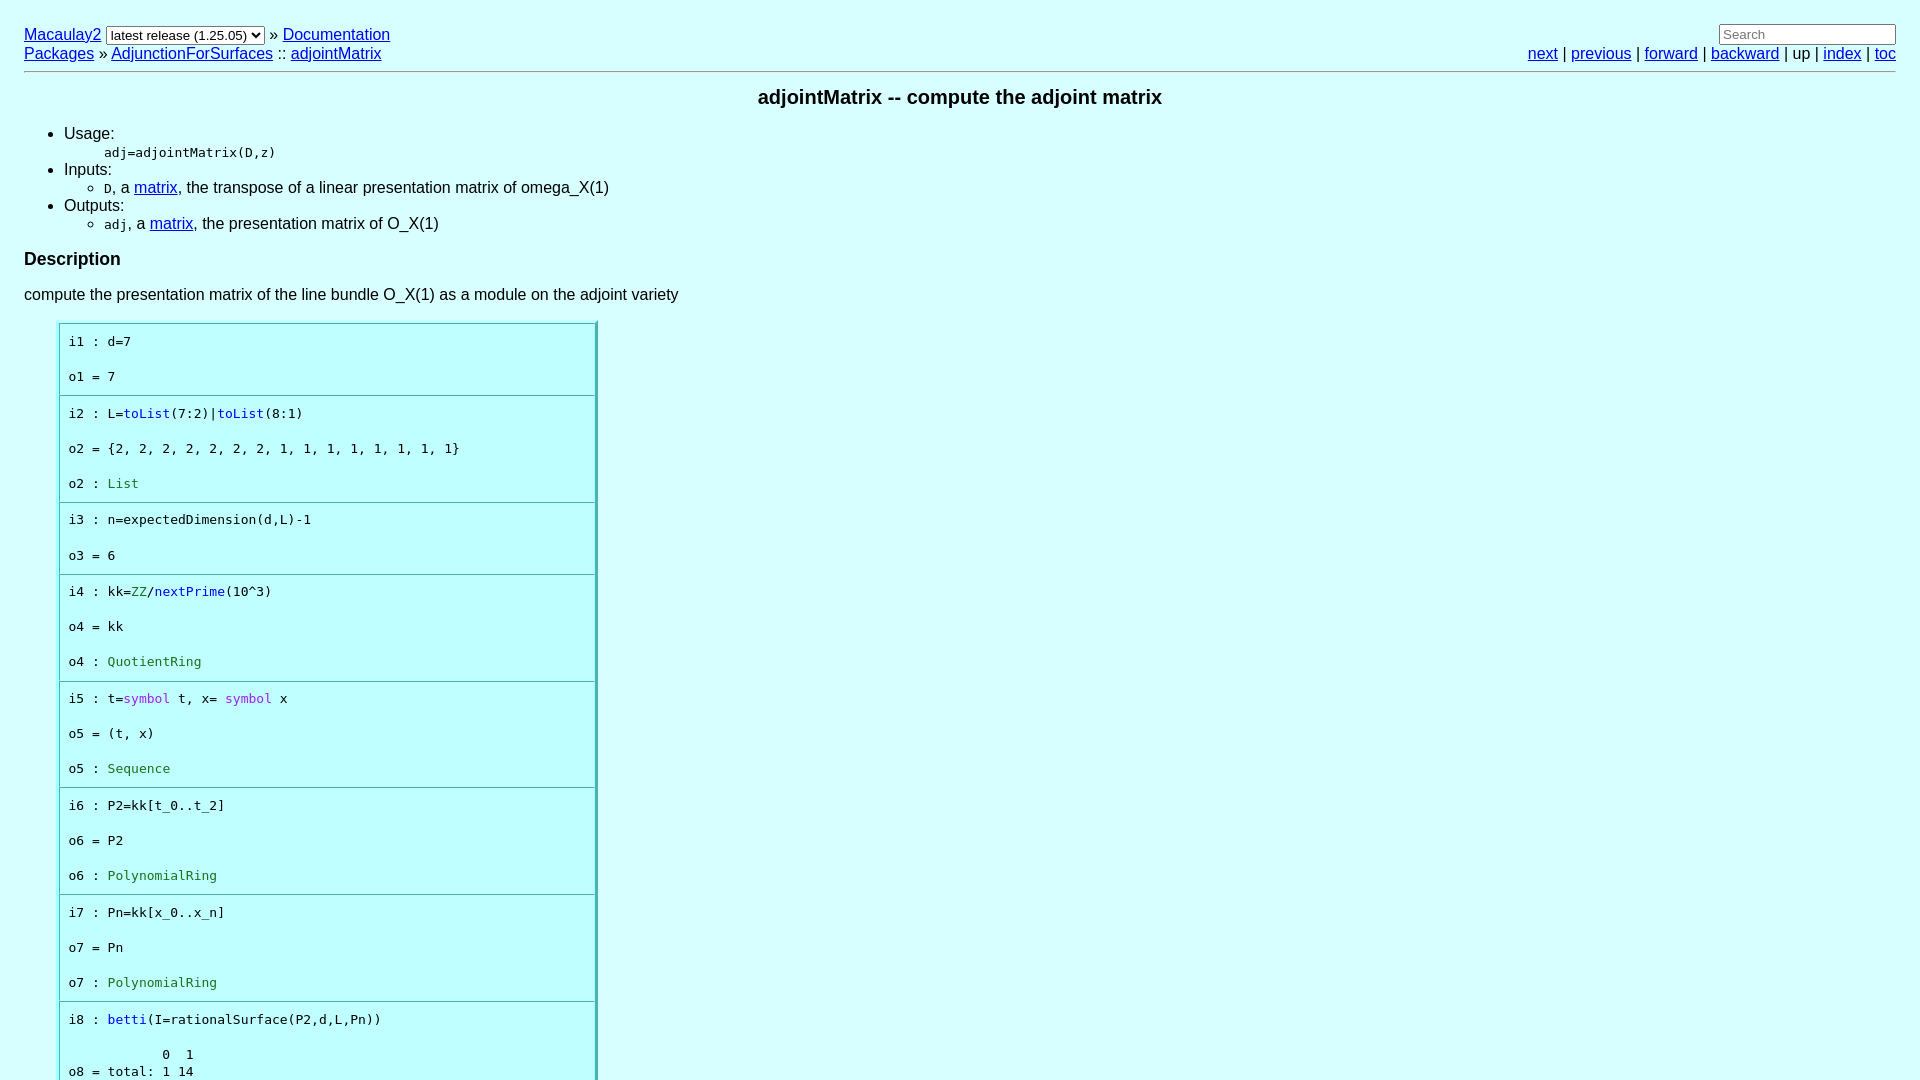 Macaulay2 latest release (1.25.05) » Documentation Search
Packages » AdjunctionForSurfaces :: adjointMatrix next | previous | forward | backward | up | index | toc
adjointMatrix -- compute the adjoint matrix
Usage:
adj=adjointMatrix(D,z)
Inputs:
D, a matrix, the transpose of a linear presentation matrix of omega_X(1)
Outputs:
adj, a matrix, the presentation matrix of O_X(1)
Description
compute the presentation matrix of the line bundle O_X(1) as a module on the adjoint variety
i1 : d=7
o1 = 7
i2 : L=toList(7:2)|toList(8:1)
o2 = {2, 2, 2, 2, 2, 2, 2, 1, 1, 1, 1, 1, 1, 1, 1}
o2 : List
i3 : n=expectedDimension(d,L)-1
o3 = 6
i4 : kk=ZZ/nextPrime(10^3)
o4 = kk
o4 : QuotientRing
i5 : t=symbol t, x= symbol x
o5 = (t, x)
o5 : Sequence
i6 : P2=kk[t_0..t_2]
o6 = P2
o6 : PolynomialRing
i7 : Pn=kk[x_0..x_n]
o7 = Pn
o7 : PolynomialRing
i8 : betti(I=rationalSurface(P2,d,L,Pn))
0 1
o8 = total: 1 14